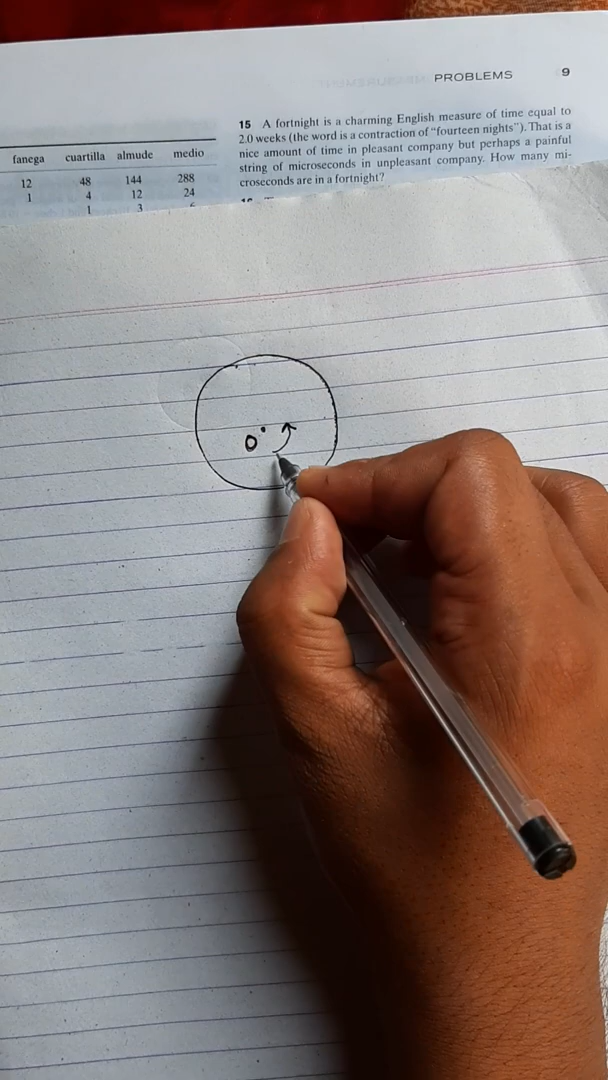 PROBLEMS 9
fanega cuartilla almude medio
12 48 144 288
1 4 12 24
1 3
15 A fortnight is a charming English measure of time equal to
2.0 weeks (the word is a contraction of "fourteen nights"). That is a
nice amount of time in pleasant company but perhaps a painful
string of microseconds in unpleasant company. How many mi-
croseconds are in a fortnight?
0°